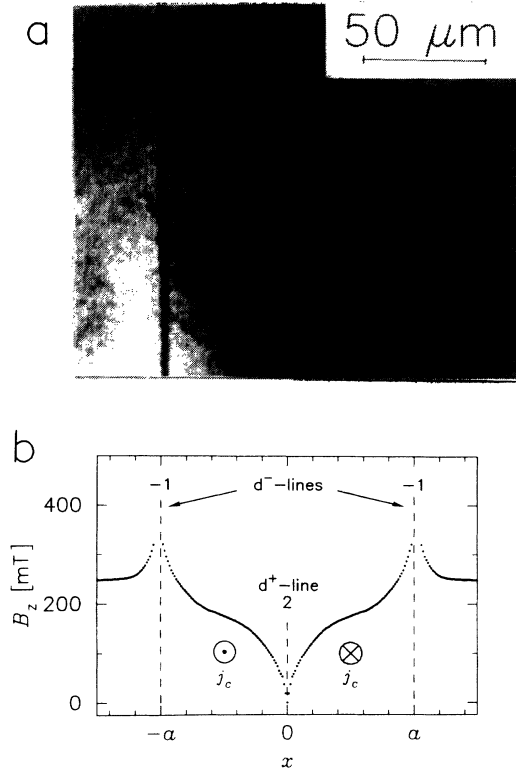 a
50 μm
b
400
200
0
B_z [mT]
-1
d⁻-lines
-1
d⁺-line
2
j_c
j_c
-a
0
a
x